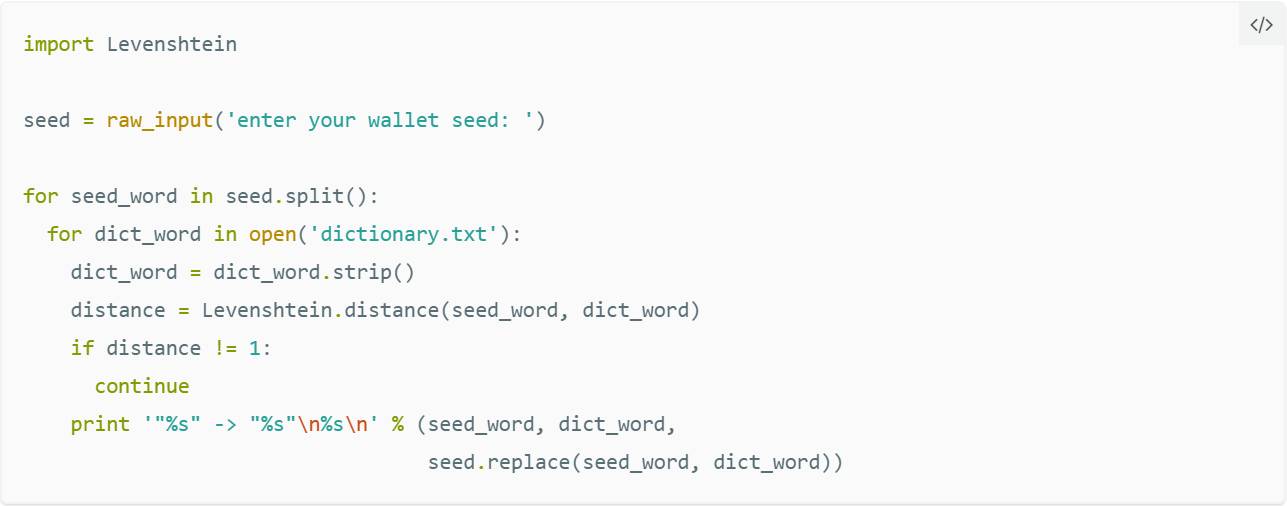 </>
import Levenshtein
seed = raw_input('enter your wallet seed: ')
for seed_word in seed.split():
  for dict_word in open('dictionary.txt'):
    dict_word = dict_word.strip()
    distance = Levenshtein.distance(seed_word, dict_word)
    if distance != 1:
      continue
    print '"%s" -> "%s"\n%s\n' % (seed_word, dict_word,
                                  seed.replace(seed_word, dict_word))